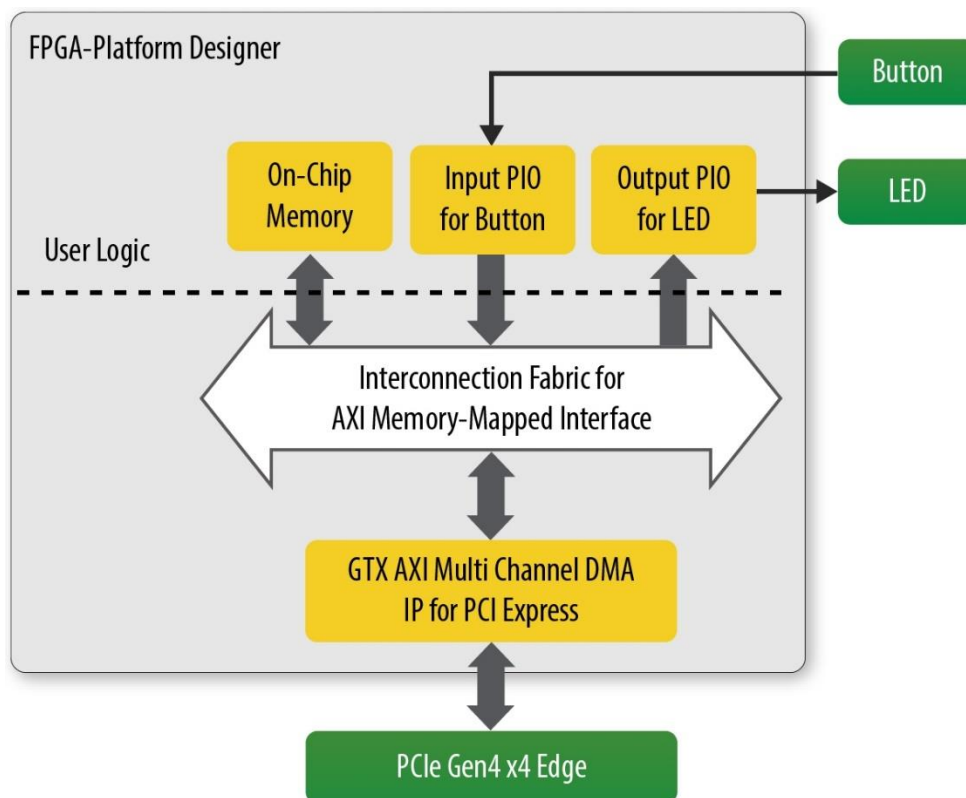 FPGA-Platform Designer
Button
On-Chip
Memory
Input PIO
for Button
Output PIO
for LED
LED
User Logic
Interconnection Fabric for
AXI Memory-Mapped Interface
GTX AXI Multi Channel DMA
IP for PCI Express
PCIe Gen4 x4 Edge